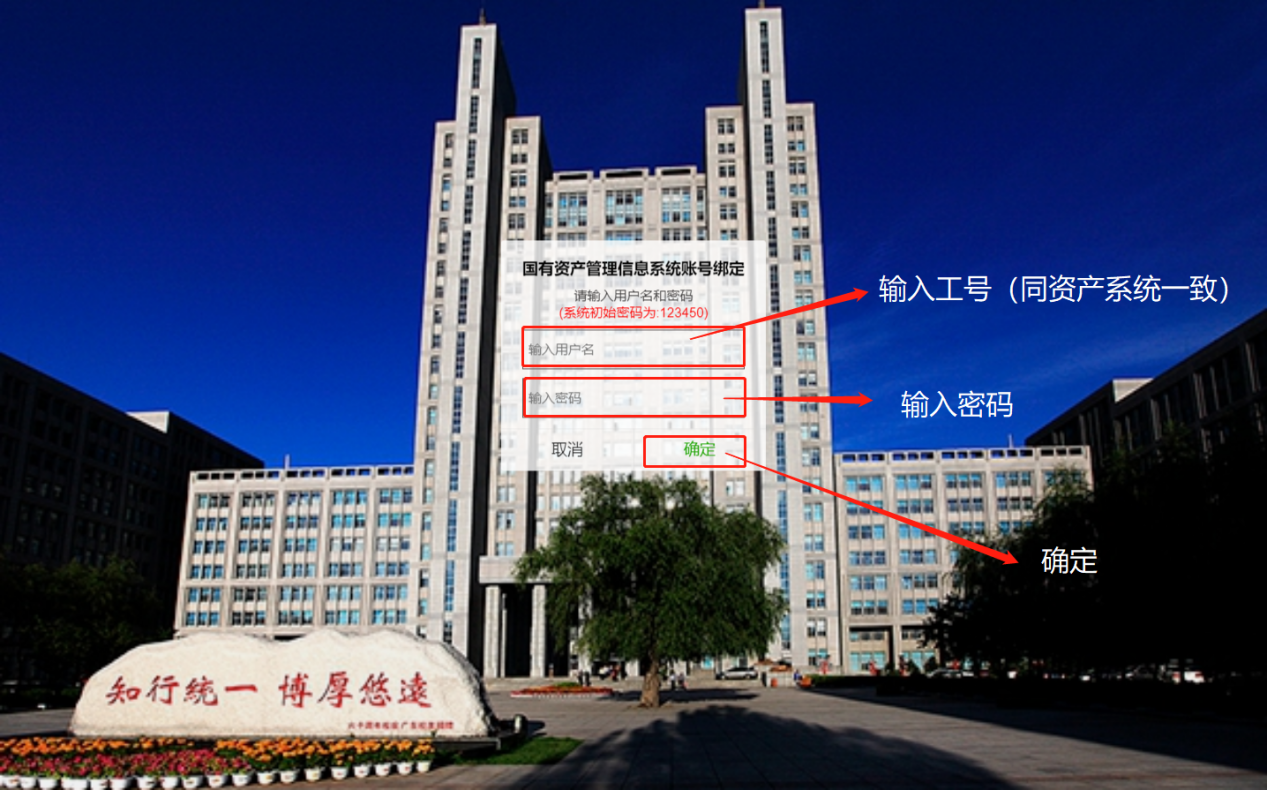 国有资产管理信息系统账号绑定
请输入用户名和密码
(系统初始密码为:123450)
输入用户名
输入工号（同资产系统一致）
输入密码
输入密码
取消
确定
确定
知行統一 博厚悠遠